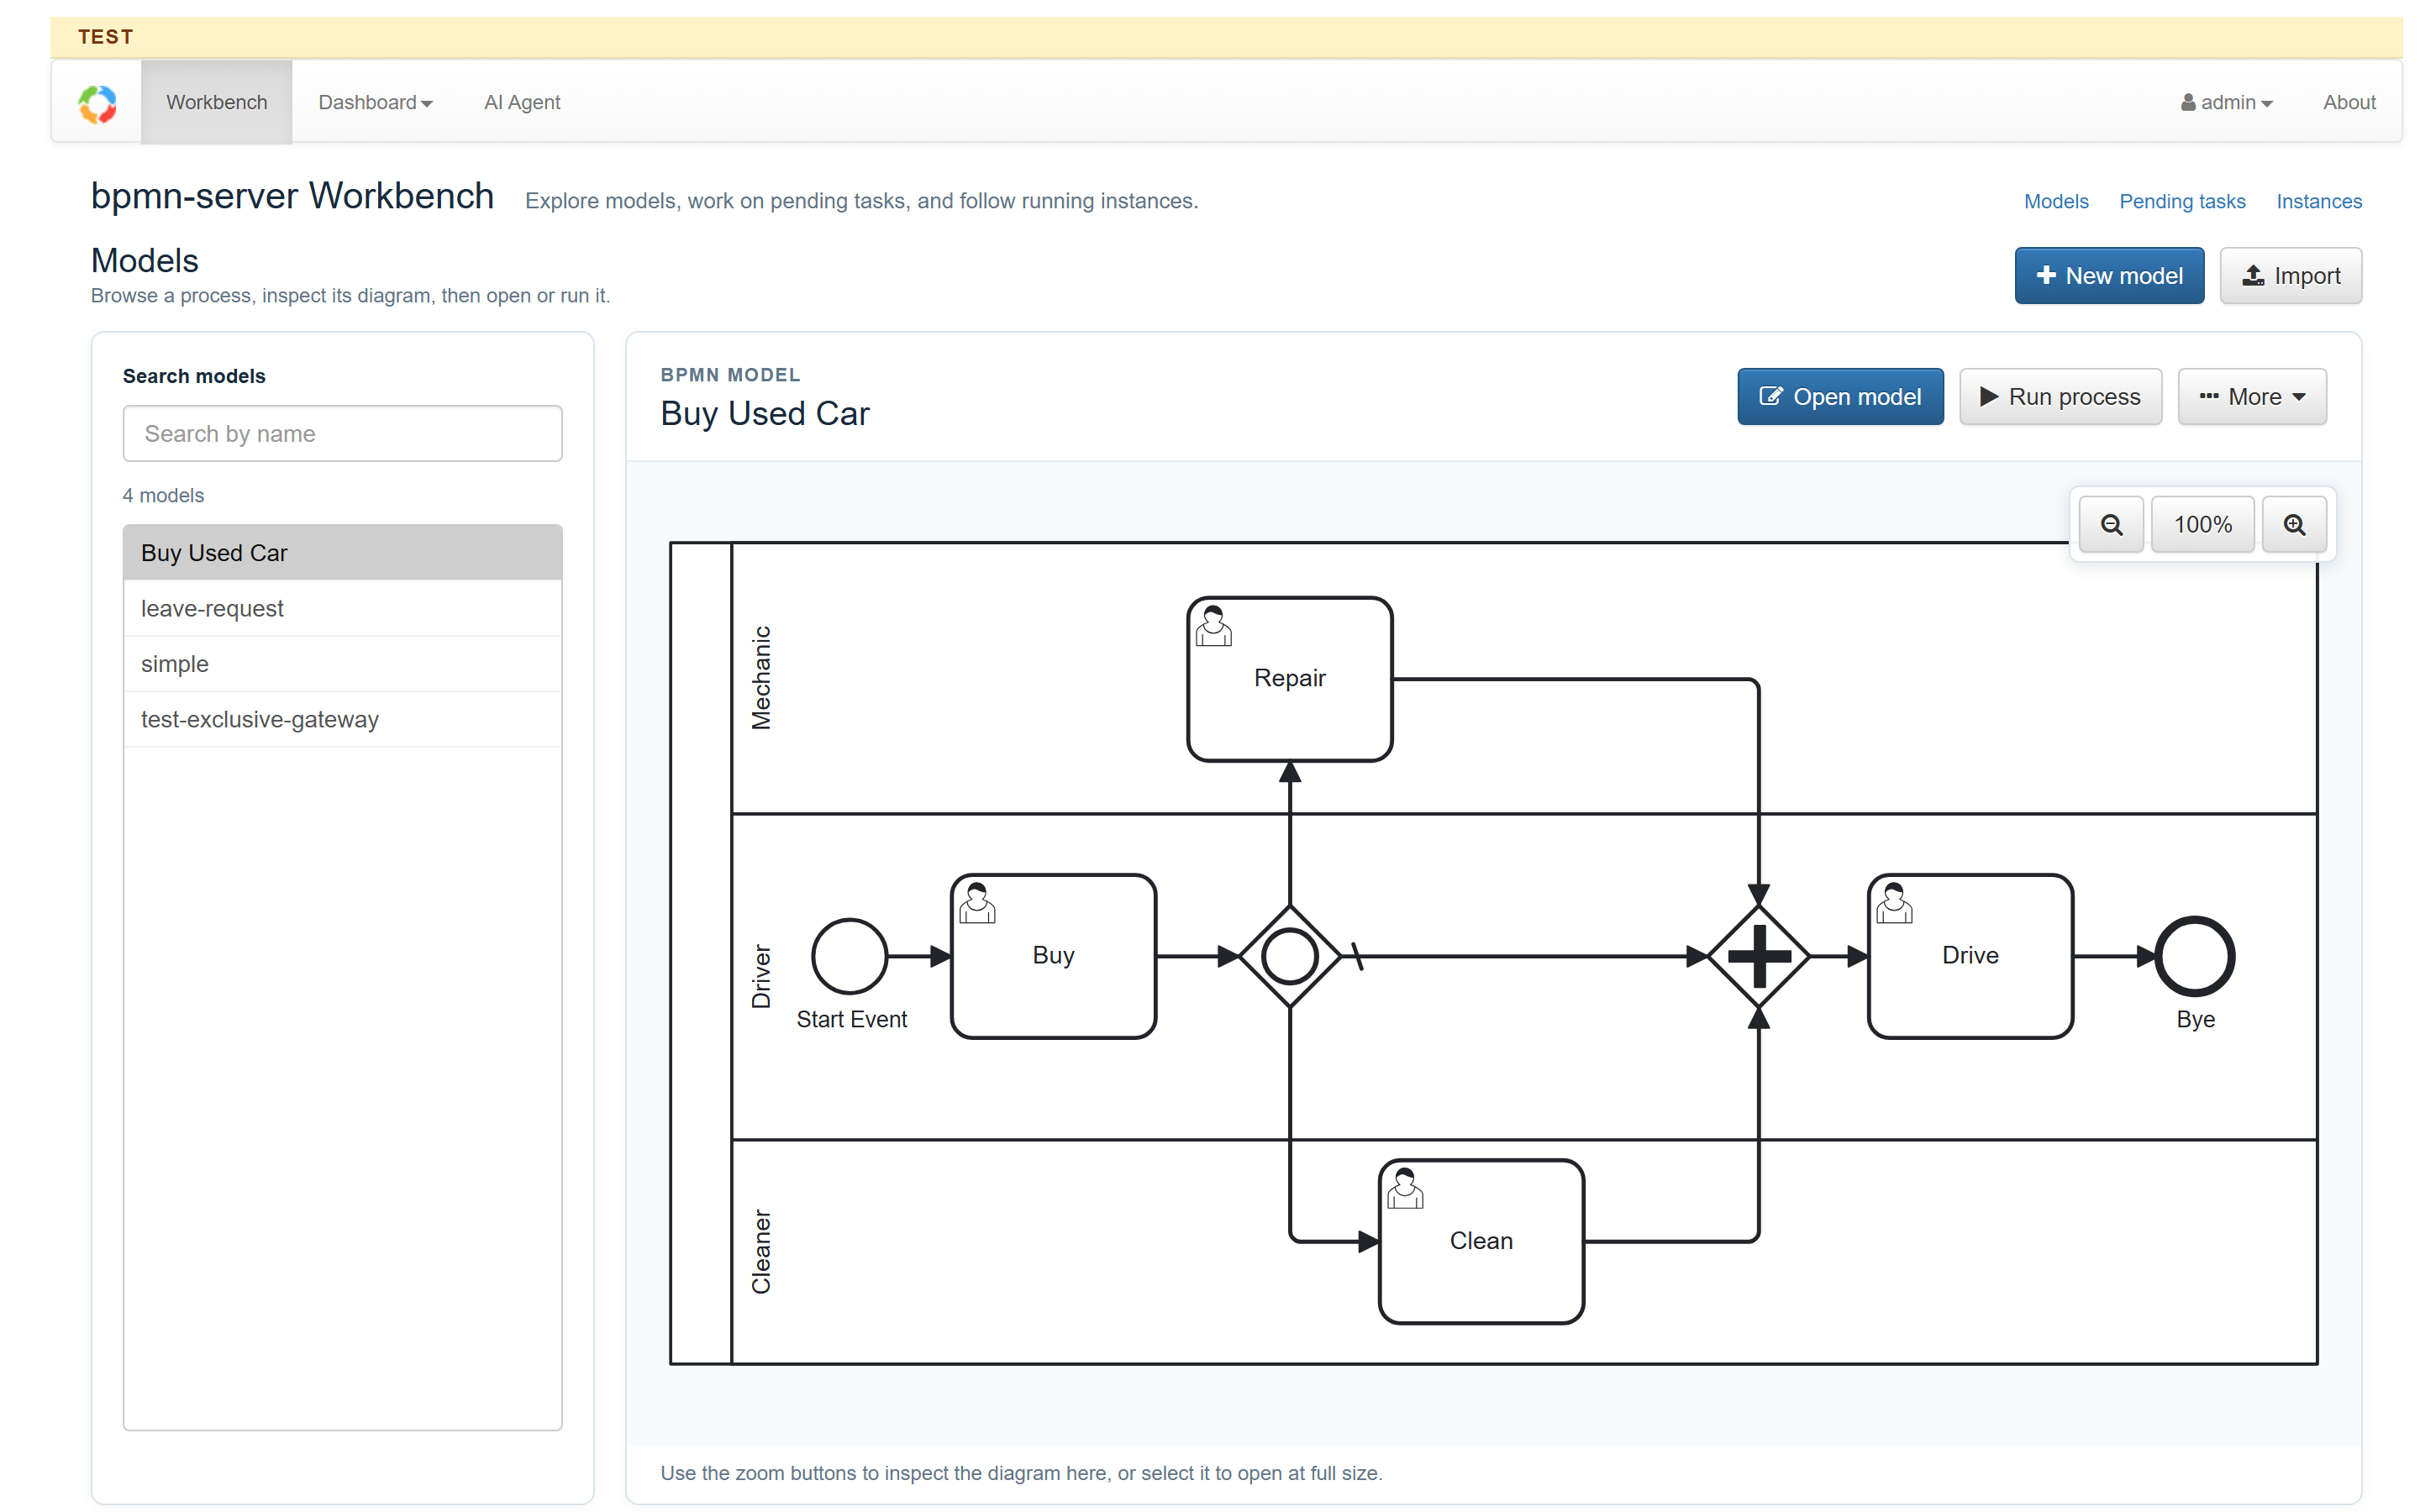 TEST
Workbench
Dashboard
AI Agent
admin
About
bpmn-server Workbench
Explore models, work on pending tasks, and follow running instances.
Models
Pending tasks
Instances
Models
Browse a process, inspect its diagram, then open or run it.
New model
Import
Search models
Search by name
4 models
Buy Used Car
leave-request
simple
test-exclusive-gateway
BPMN MODEL
Buy Used Car
Open model
Run process
More
100%
Mechanic
Repair
Driver
Start Event
Buy
Drive
Bye
Cleaner
Clean
Use the zoom buttons to inspect the diagram here, or select it to open at full size.